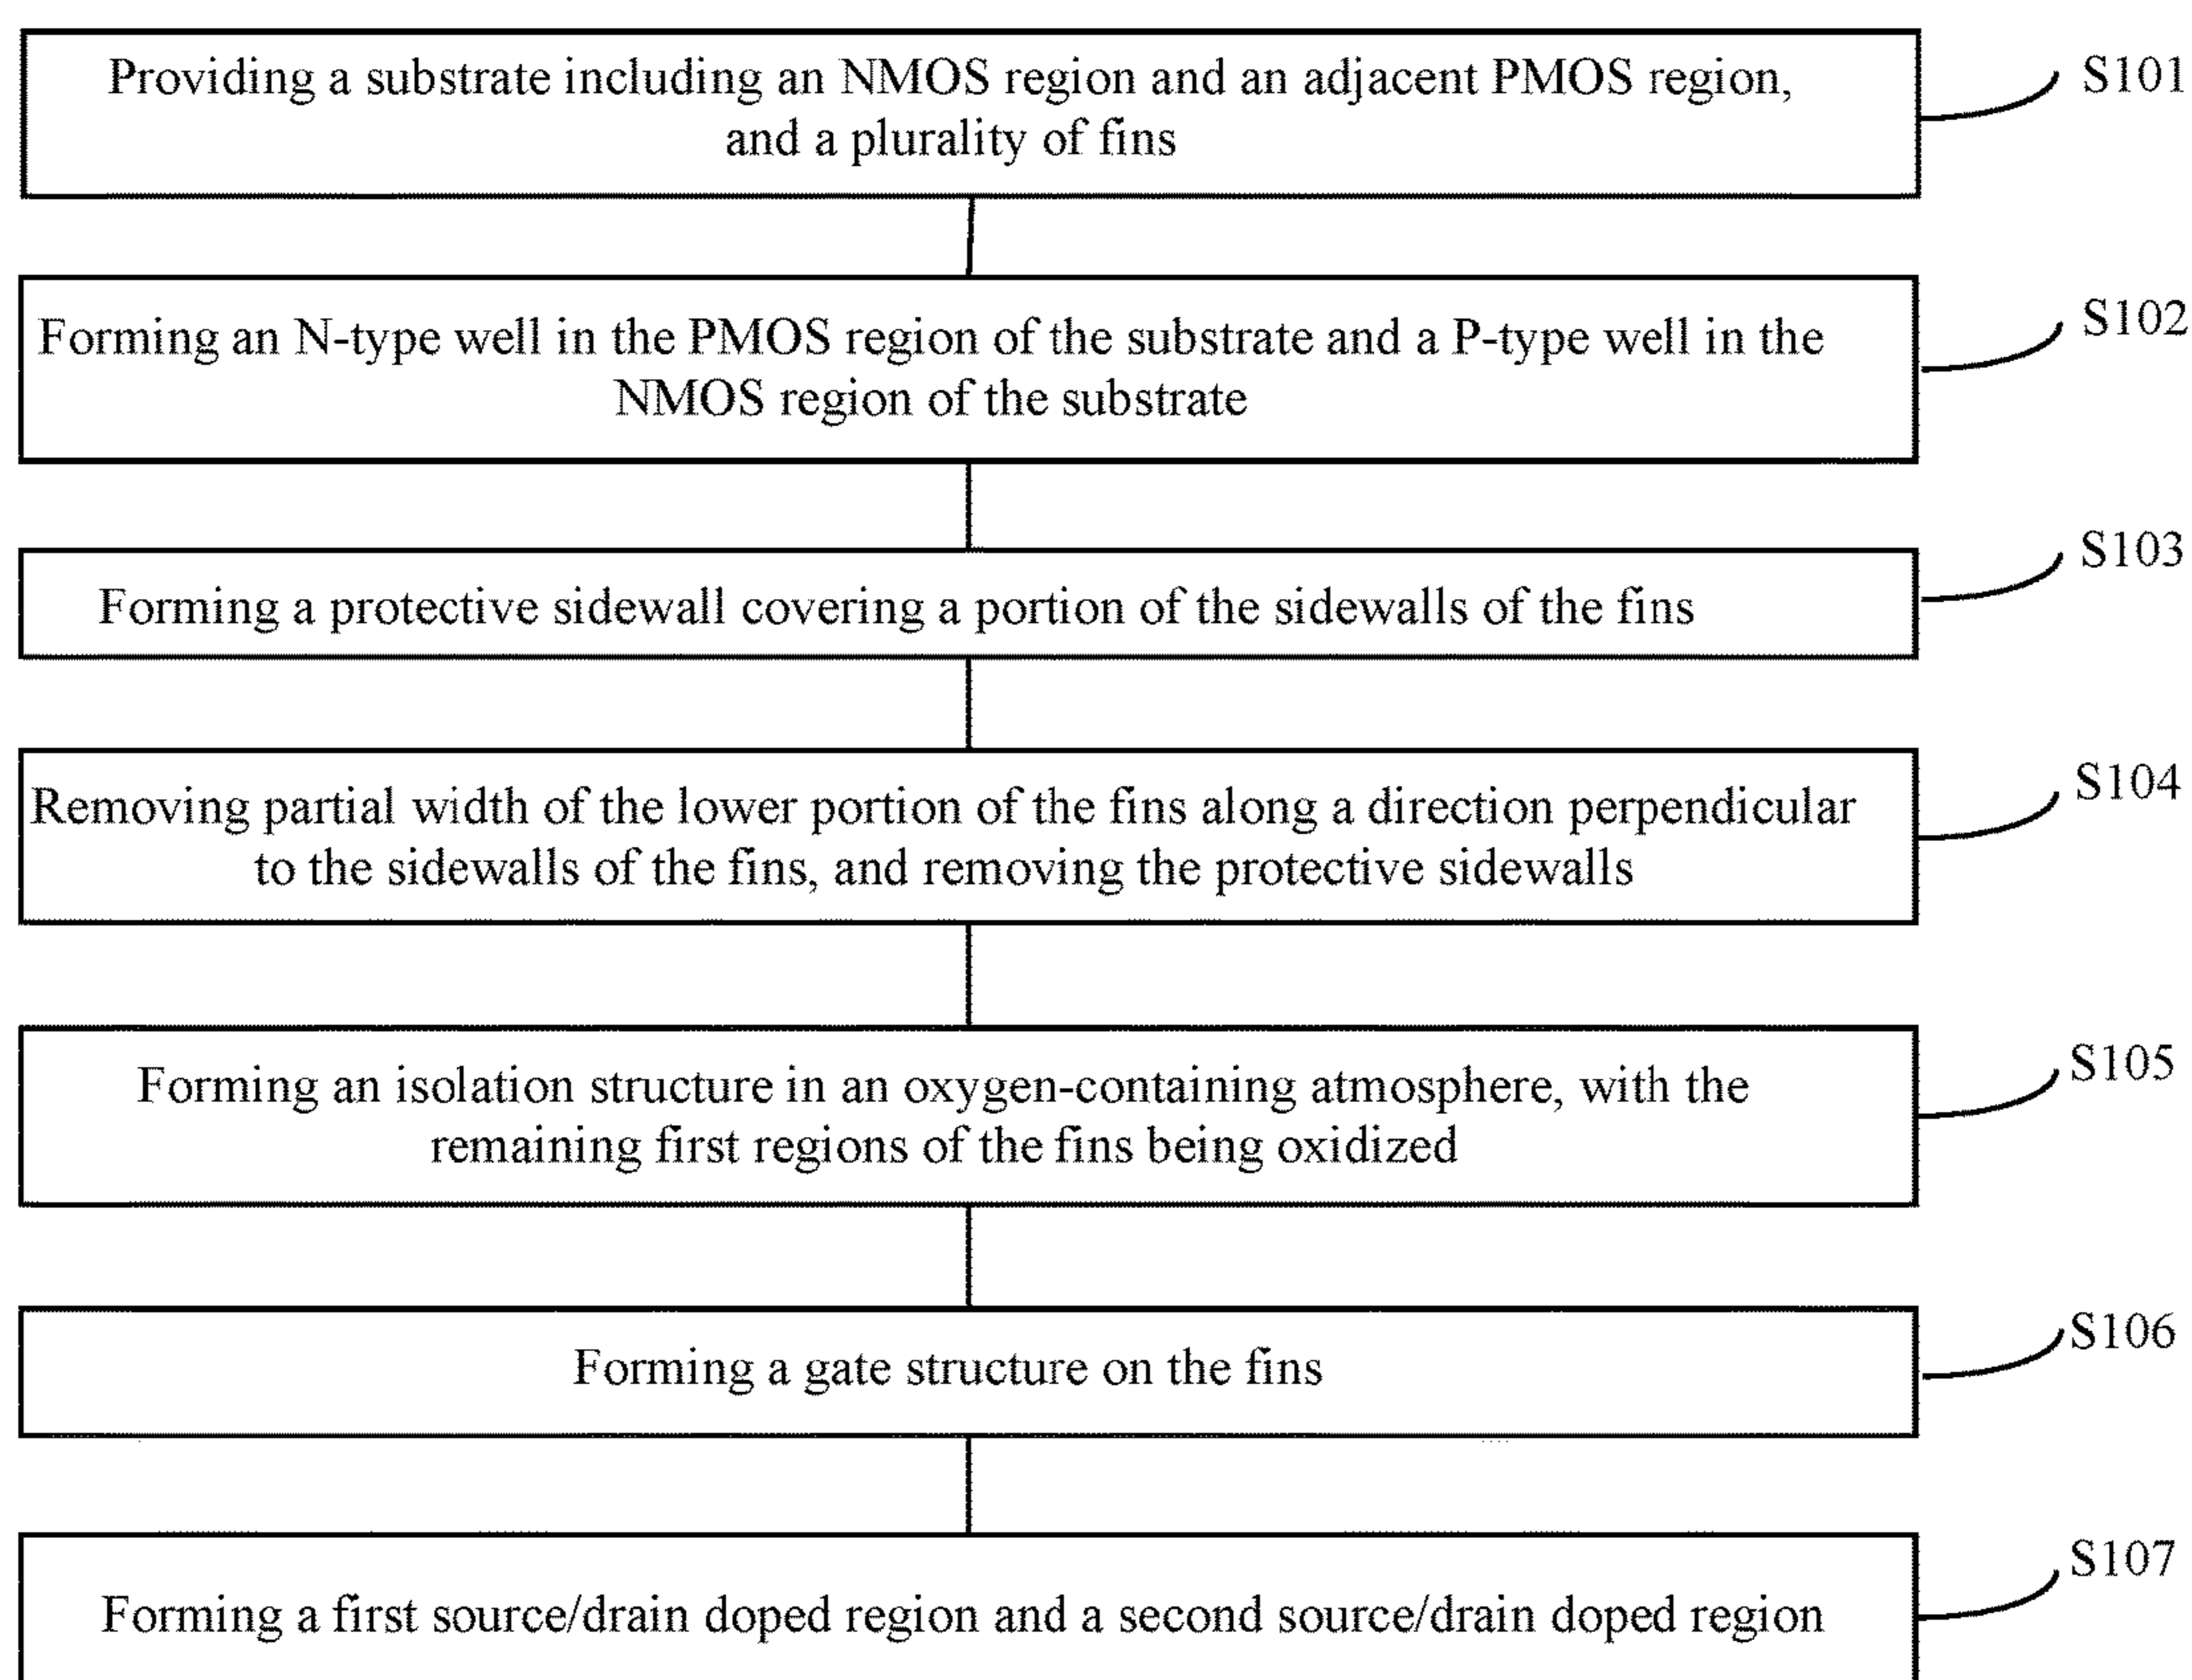 Providing a substrate including an NMOS region and an adjacent PMOS region,
and a plurality of fins
S101
Forming an N-type well in the PMOS region of the substrate and a P-type well in the
NMOS region of the substrate
S102
Forming a protective sidewall covering a portion of the sidewalls of the fins
S103
Removing partial width of the lower portion of the fins along a direction perpendicular
to the sidewalls of the fins, and removing the protective sidewalls
S104
Forming an isolation structure in an oxygen-containing atmosphere, with the
remaining first regions of the fins being oxidized
S105
Forming a gate structure on the fins
S106
Forming a first source/drain doped region and a second source/drain doped region
S107